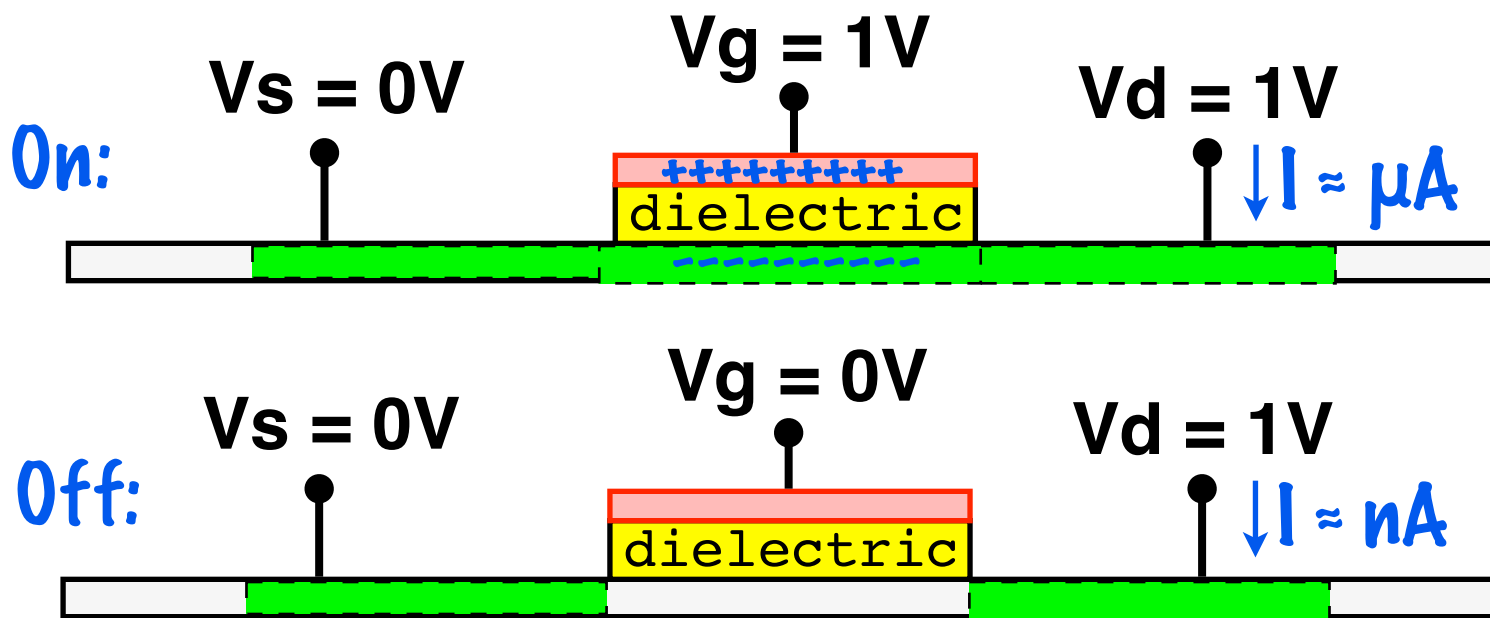 Vg = 1V
Vs = 0V
Vd = 1V
On:
++++++++++
I ≈ µA
dielectric
----------
Vg = 0V
Vs = 0V
Vd = 1V
Off:
I ≈ nA
dielectric